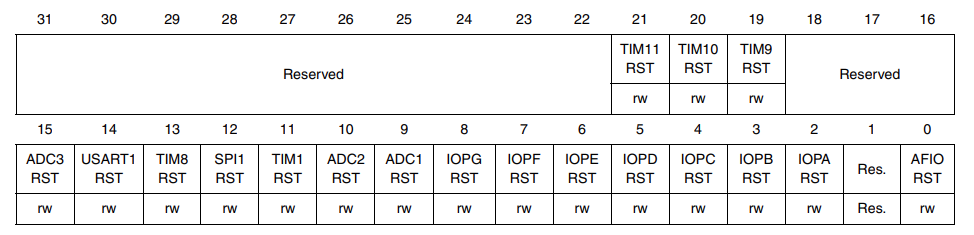 31 30 29 28 27 26 25 24 23 22 21 20 19 18 17 16
Reserved TIM11 RST TIM10 RST TIM9 RST Reserved
rw rw rw
15 14 13 12 11 10 9 8 7 6 5 4 3 2 1 0
ADC3 RST USART1 RST TIM8 RST SPI1 RST TIM1 RST ADC2 RST ADC1 RST IOPG RST IOPF RST IOPE RST IOPD RST IOPC RST IOPB RST IOPA RST Res. AFIO RST
rw rw rw rw rw rw rw rw rw rw rw rw rw rw Res. rw